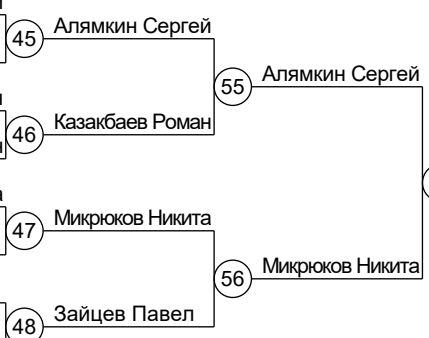 45
Алямкин Сергей
55
Алямкин Сергей
46
Казакбаев Роман
47
Микрюков Никита
56
Микрюков Никита
48
Зайцев Павел